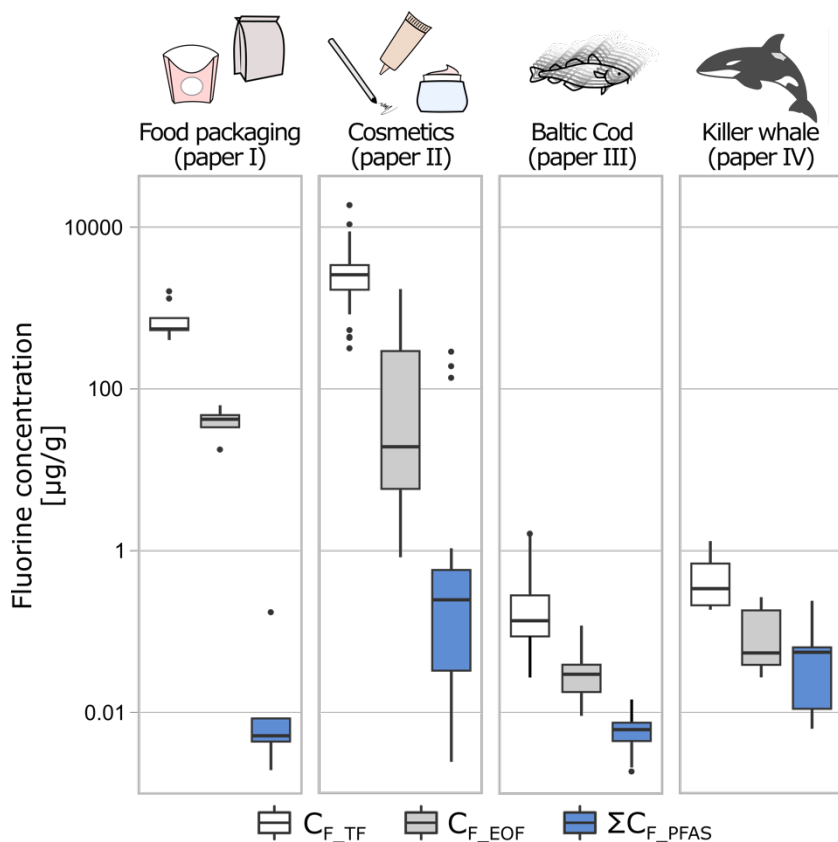 Food packaging
(paper I)
Cosmetics
(paper II)
Baltic Cod
(paper III)
Killer whale
(paper IV)
Fluorine concentration
[µg/g]
10000
100
1
0.01
C_F_TF
C_F_EOF
ΣC_F_PFAS